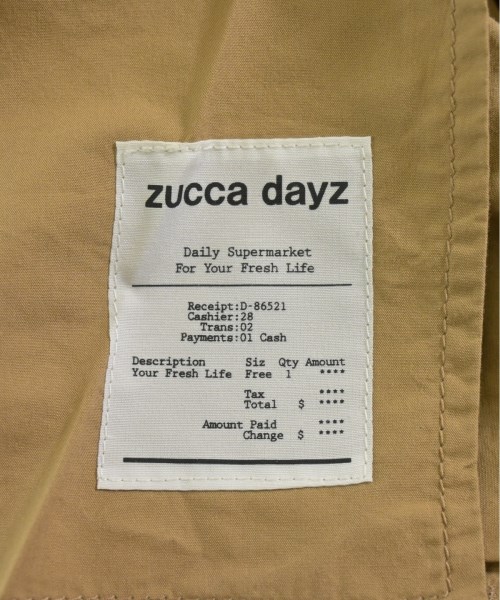 zucca dayz
Daily Supermarket
For Your Fresh Life
Receipt:D-86521
Cashier:28
Trans:02
Payments:01 Cash
Description Siz Qty Amount
Your Fresh Life Free 1 ****
Tax ****
Total $ ****
Amount Paid ****
Change $ ****